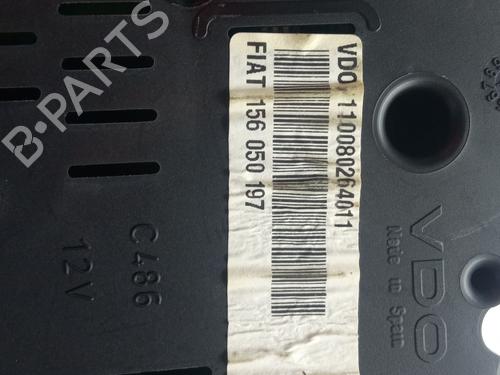 VDO 110080264011
FIAT 156 050 197
C486
12V
VDO
Made in Spain
B-PARTS